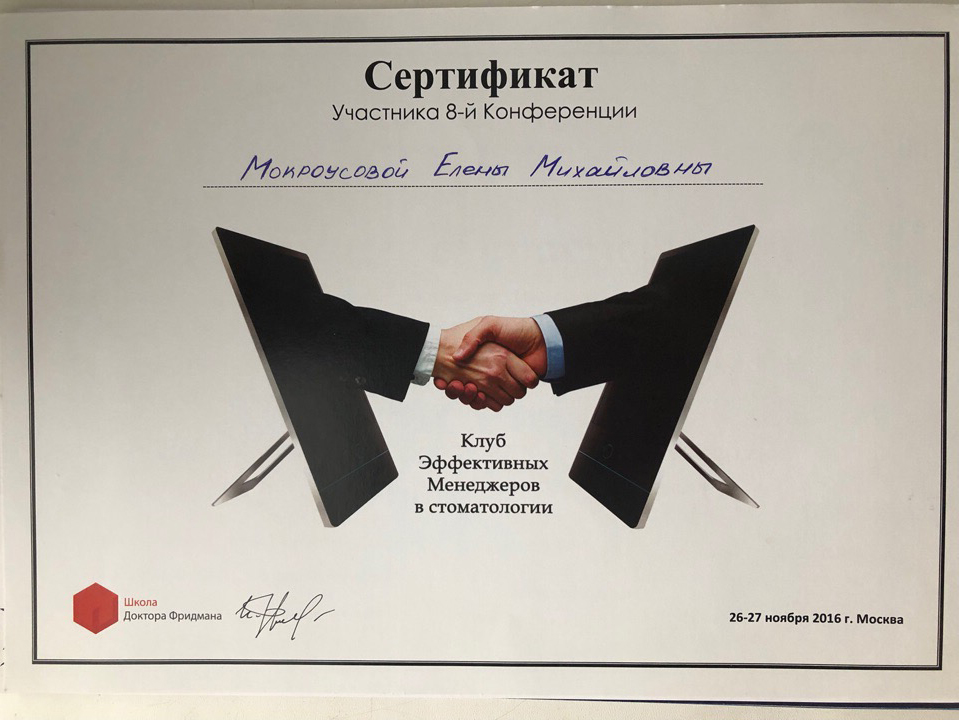 Сертификат
Участника 8-й Конференции
Мокроусовой Елены Михайловны
Клуб
Эффективных
Менеджеров
в стоматологии
Школа
Доктора Фридмана
26-27 ноября 2016 г. Москва